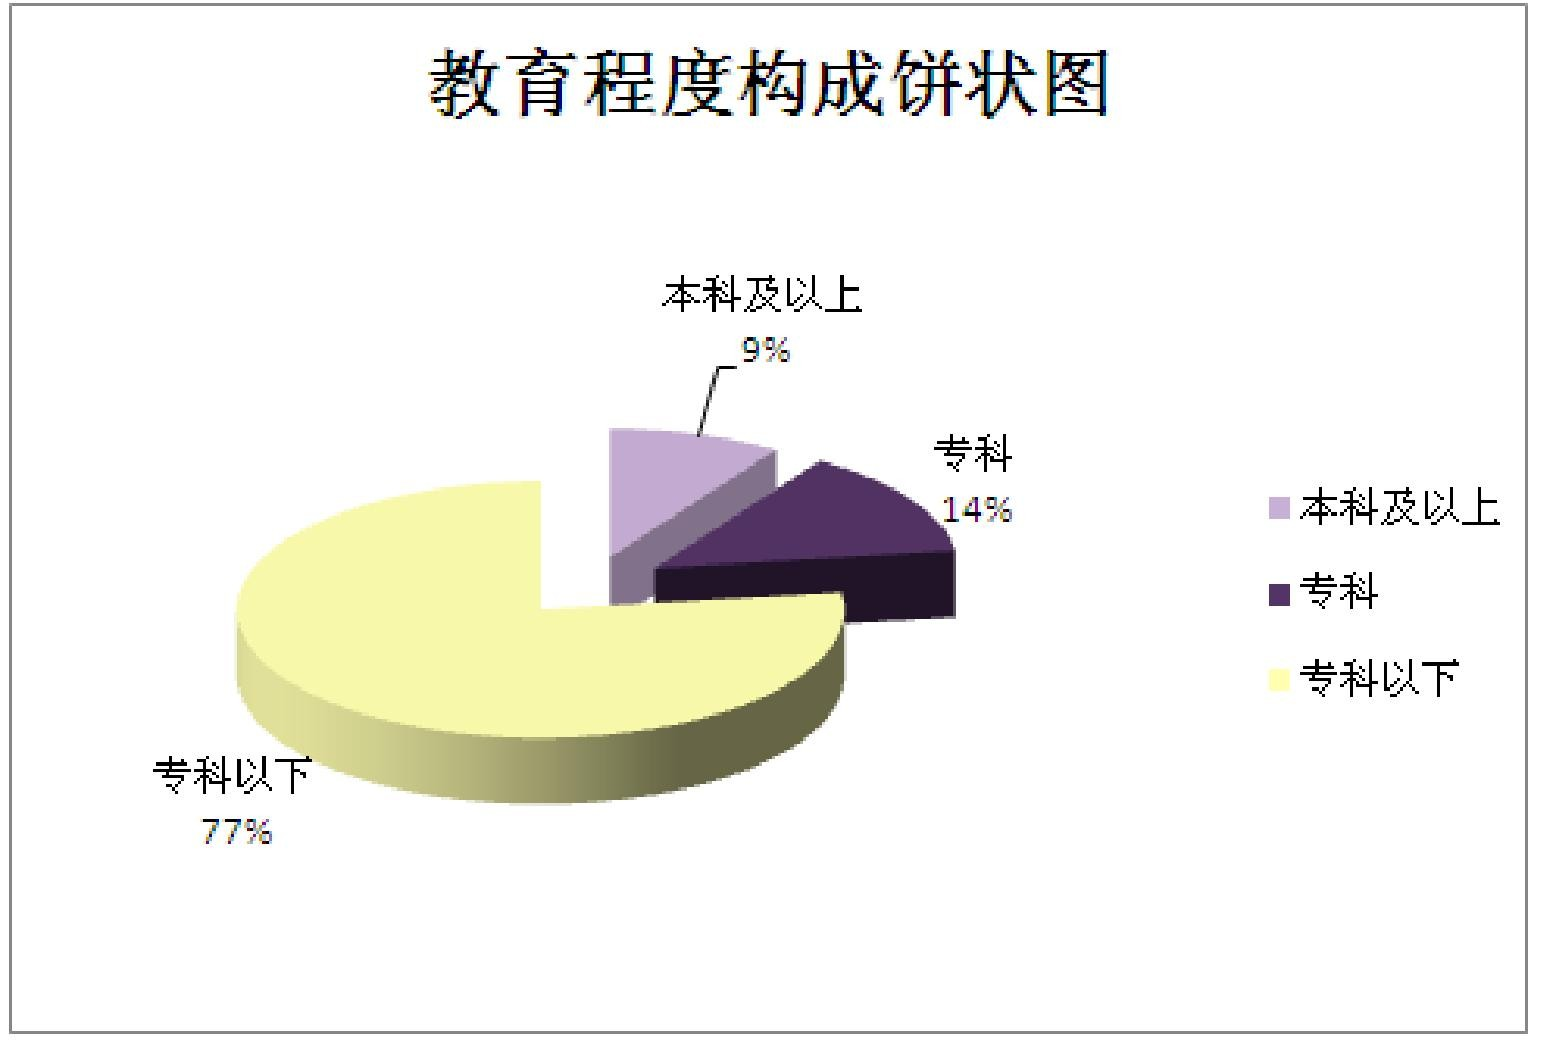 教育程度构成饼状图
本科及以上
9%
专科
14%
本科及以上
专科
专科以下
专科以下
77%